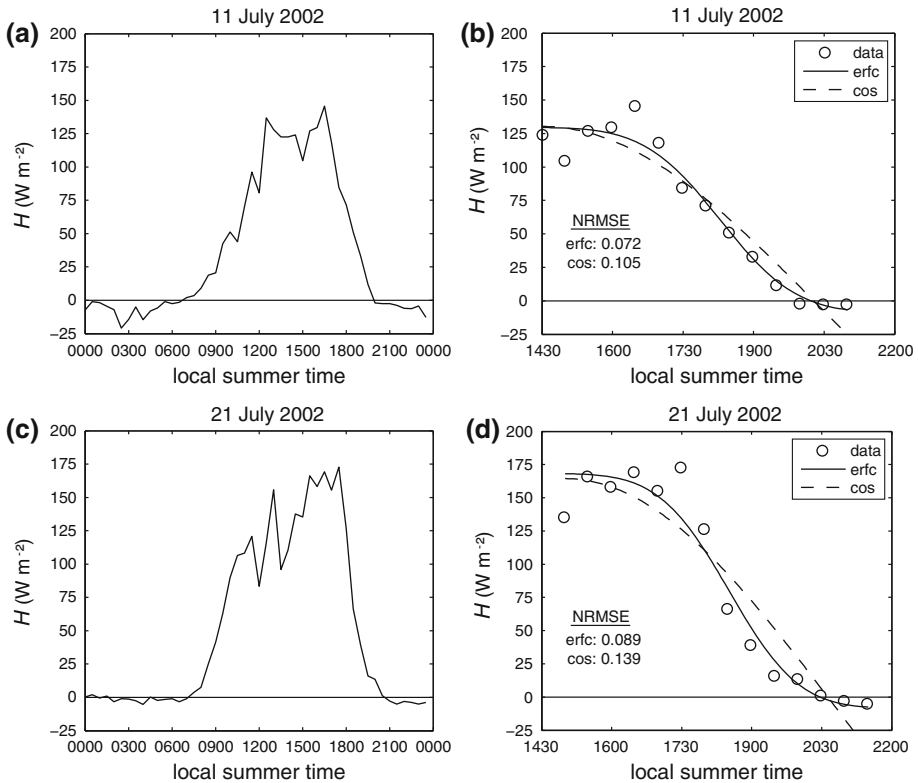 (a)
11 July 2002
H (W m⁻²)
200
175
150
125
100
75
50
25
0
−25
0000 0300 0600 0900 1200 1500 1800 2100 0000
local summer time
(b)
11 July 2002
H (W m⁻²)
200
175
150
125
100
75
50
25
0
−25
data
erfc
cos
NRMSE
erfc: 0.072
cos: 0.105
1430 1600 1730 1900 2030 2200
local summer time
(c)
21 July 2002
H (W m⁻²)
200
175
150
125
100
75
50
25
0
−25
0000 0300 0600 0900 1200 1500 1800 2100 0000
local summer time
(d)
21 July 2002
H (W m⁻²)
200
175
150
125
100
75
50
25
0
−25
data
erfc
cos
NRMSE
erfc: 0.089
cos: 0.139
1430 1600 1730 1900 2030 2200
local summer time